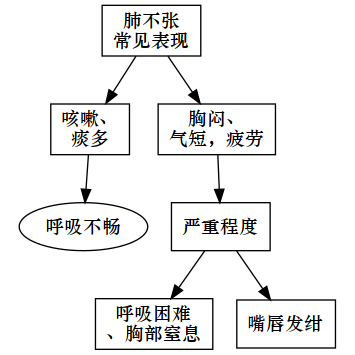 肺不张
常见表现
咳嗽、
痰多
胸闷、
气短，疲劳
呼吸不畅
严重程度
呼吸困难
、胸部窒息
嘴唇发绀